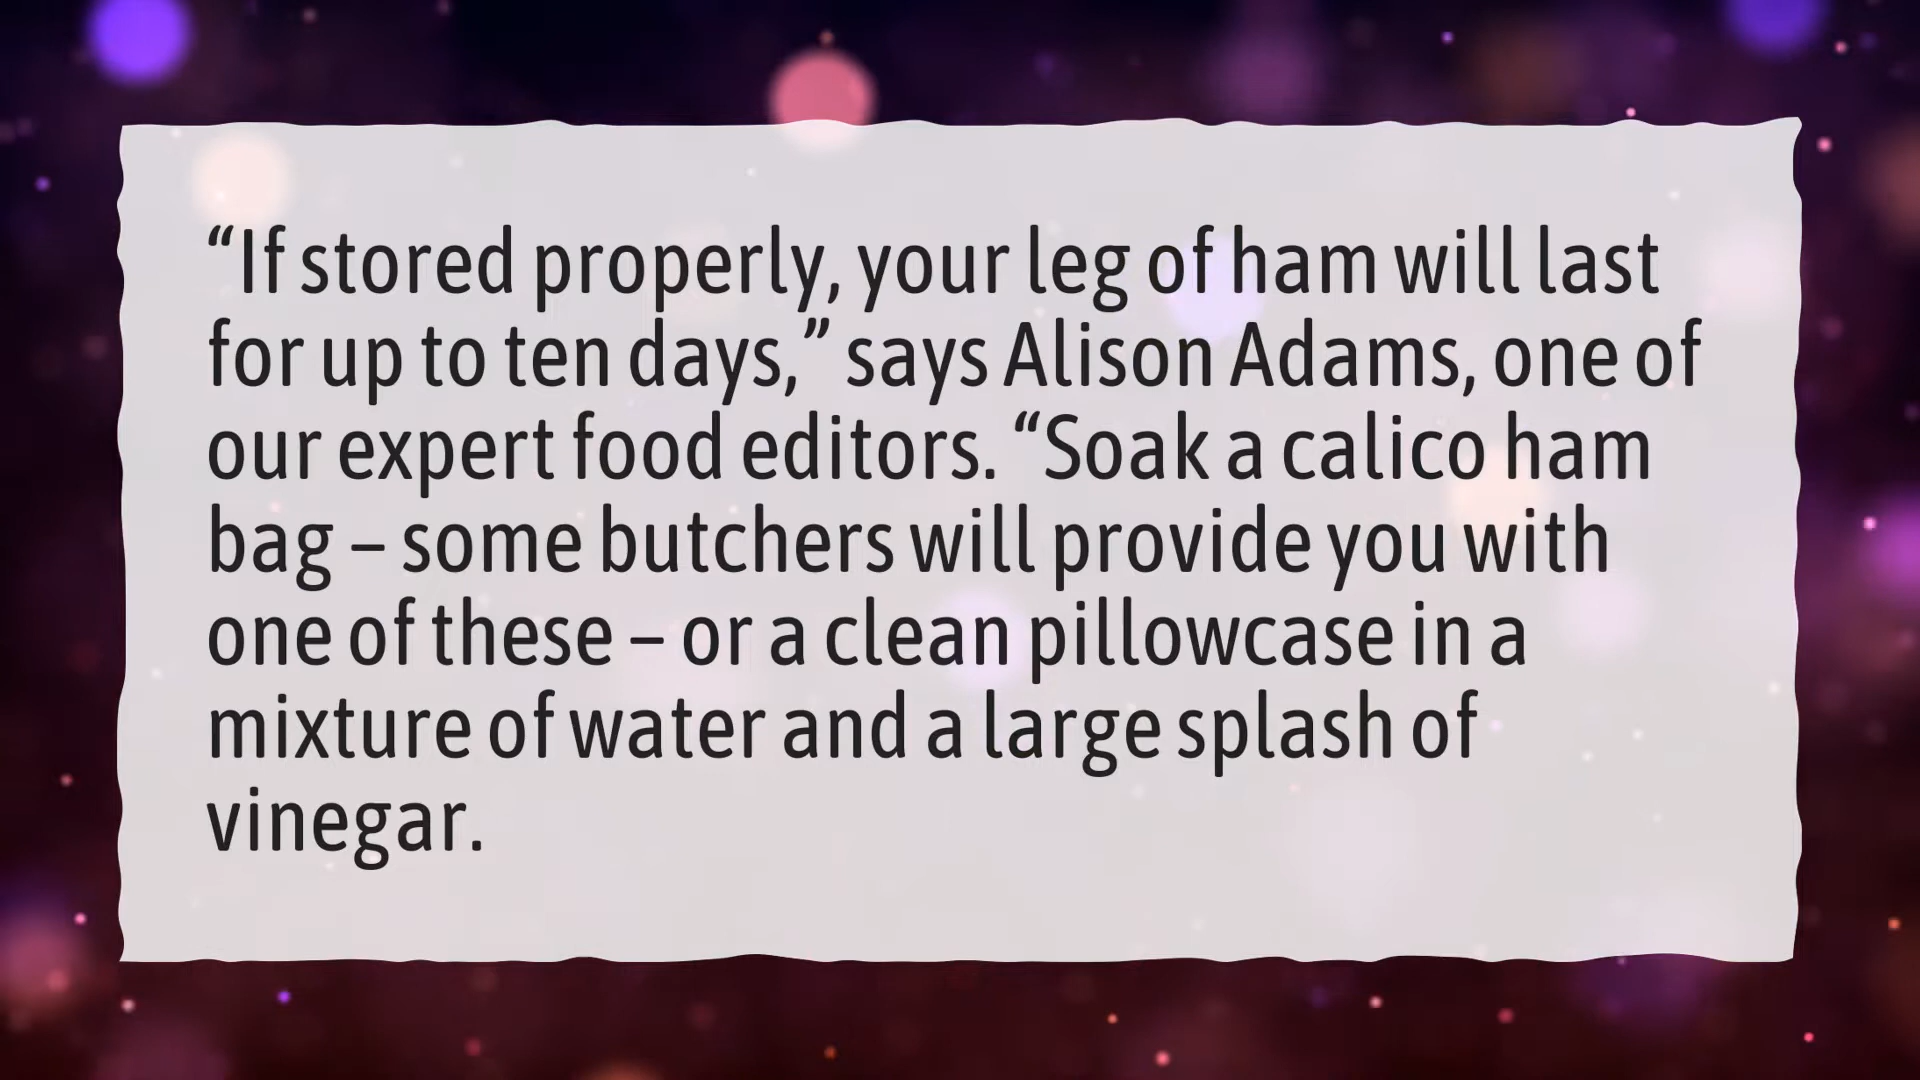 “If stored properly, your leg of ham will last
for up to ten days,” says Alison Adams, one of
our expert food editors. “Soak a calico ham
bag – some butchers will provide you with
one of these – or a clean pillowcase in a
mixture of water and a large splash of
vinegar.